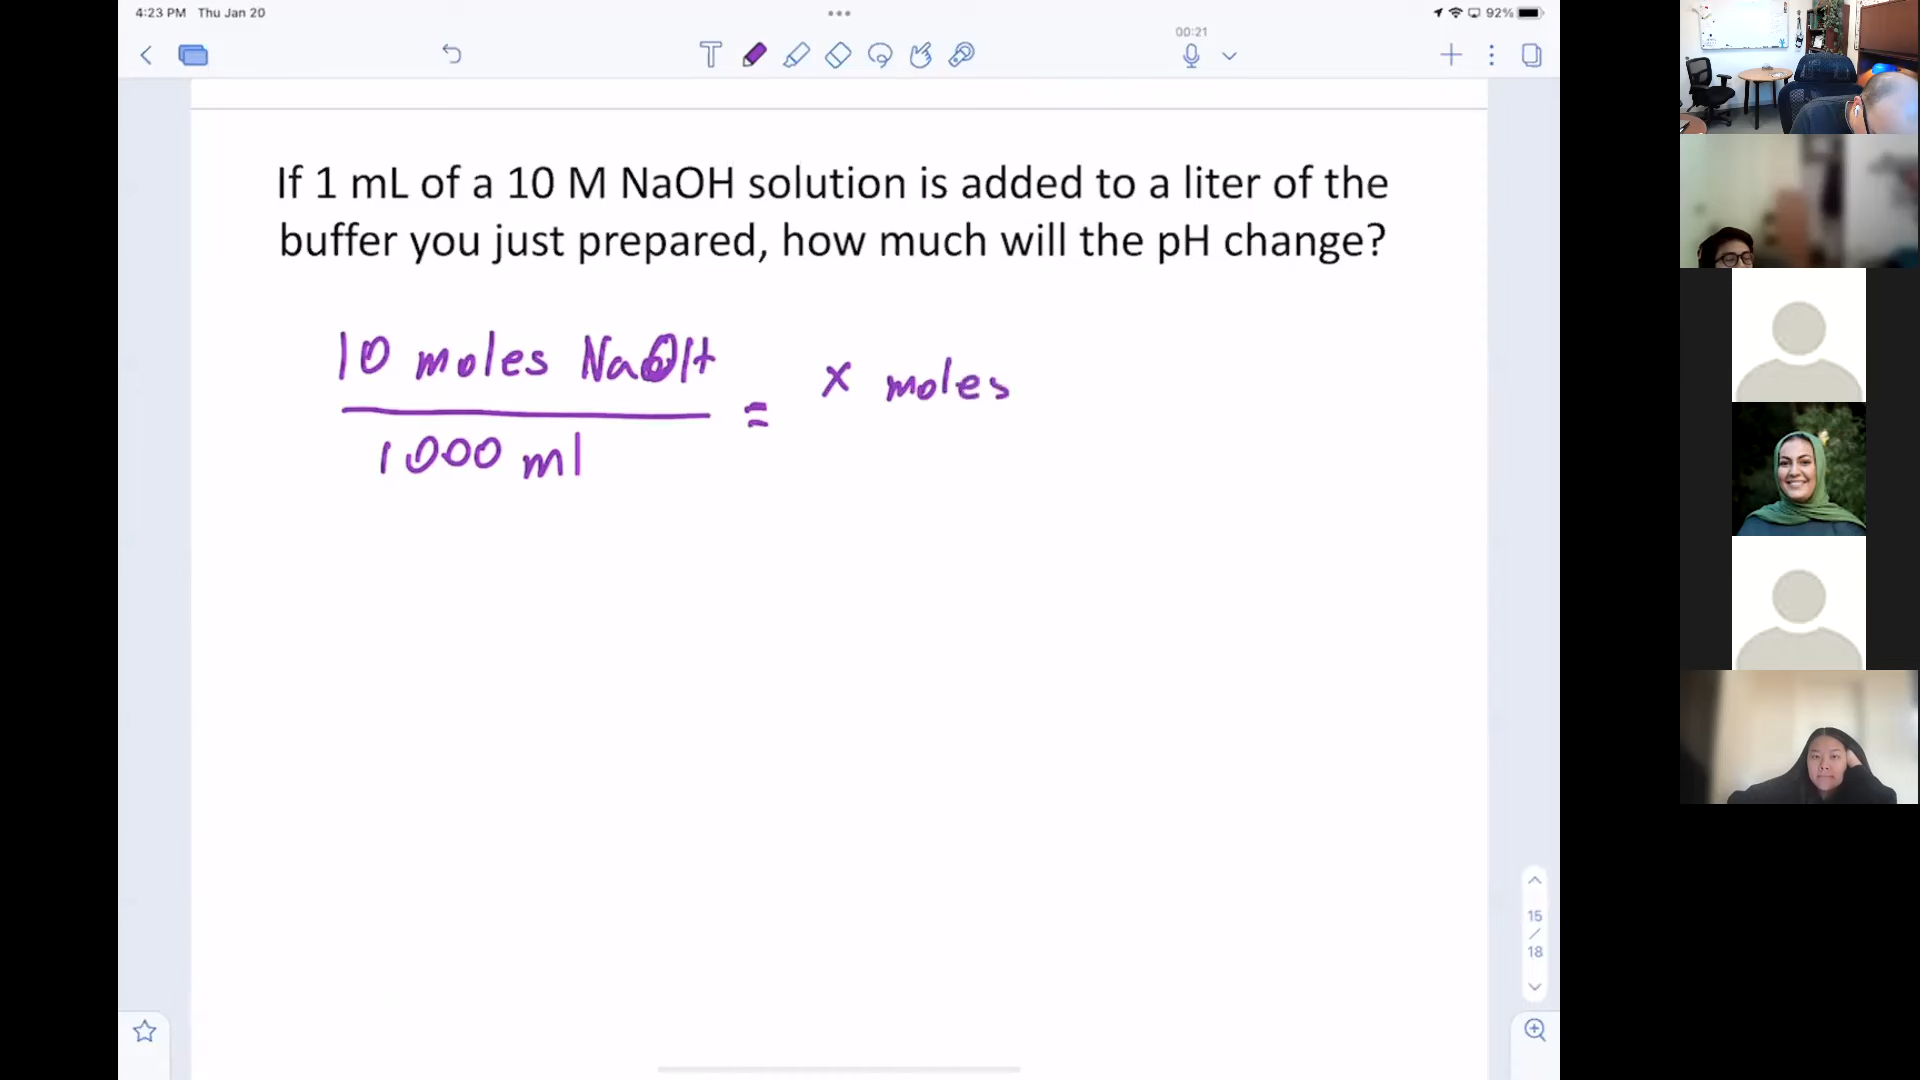 4:23 PM Thu Jan 20
92%
00:21
If 1 mL of a 10 M NaOH solution is added to a liter of the
buffer you just prepared, how much will the pH change?
10 moles NaOH = x moles
1000 ml
15
/
18